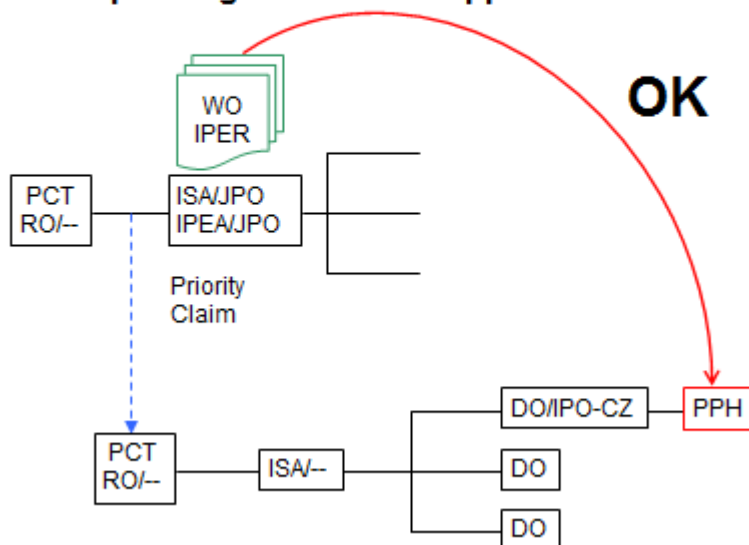 OK
WO
IPER
PCT
RO/--
ISA/JPO
IPEA/JPO
Priority
Claim
DO/IPO-CZ
PPH
PCT
RO/--
ISA/--
DO
DO